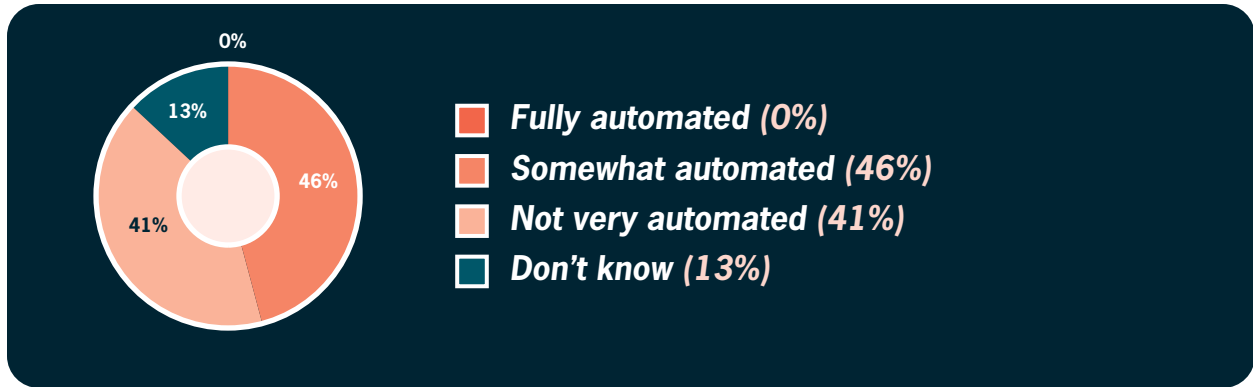 0%
13%
46%
41%
Fully automated (0%)
Somewhat automated (46%)
Not very automated (41%)
Don’t know (13%)